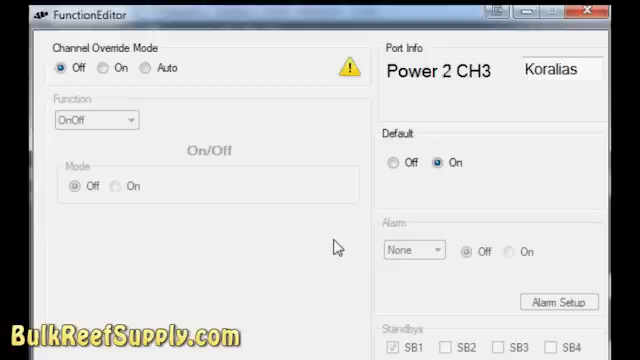 FunctionEditor
Channel Override Mode
Off On Auto
Port Info
Power 2 CH3 Koralias
Function
OnOff
On/Off
Mode
Off On
Default
Off On
Alarm
None Off On
Alarm Setup
Standbys
SB1 SB2 SB3 SB4
BulkReefSupply.com